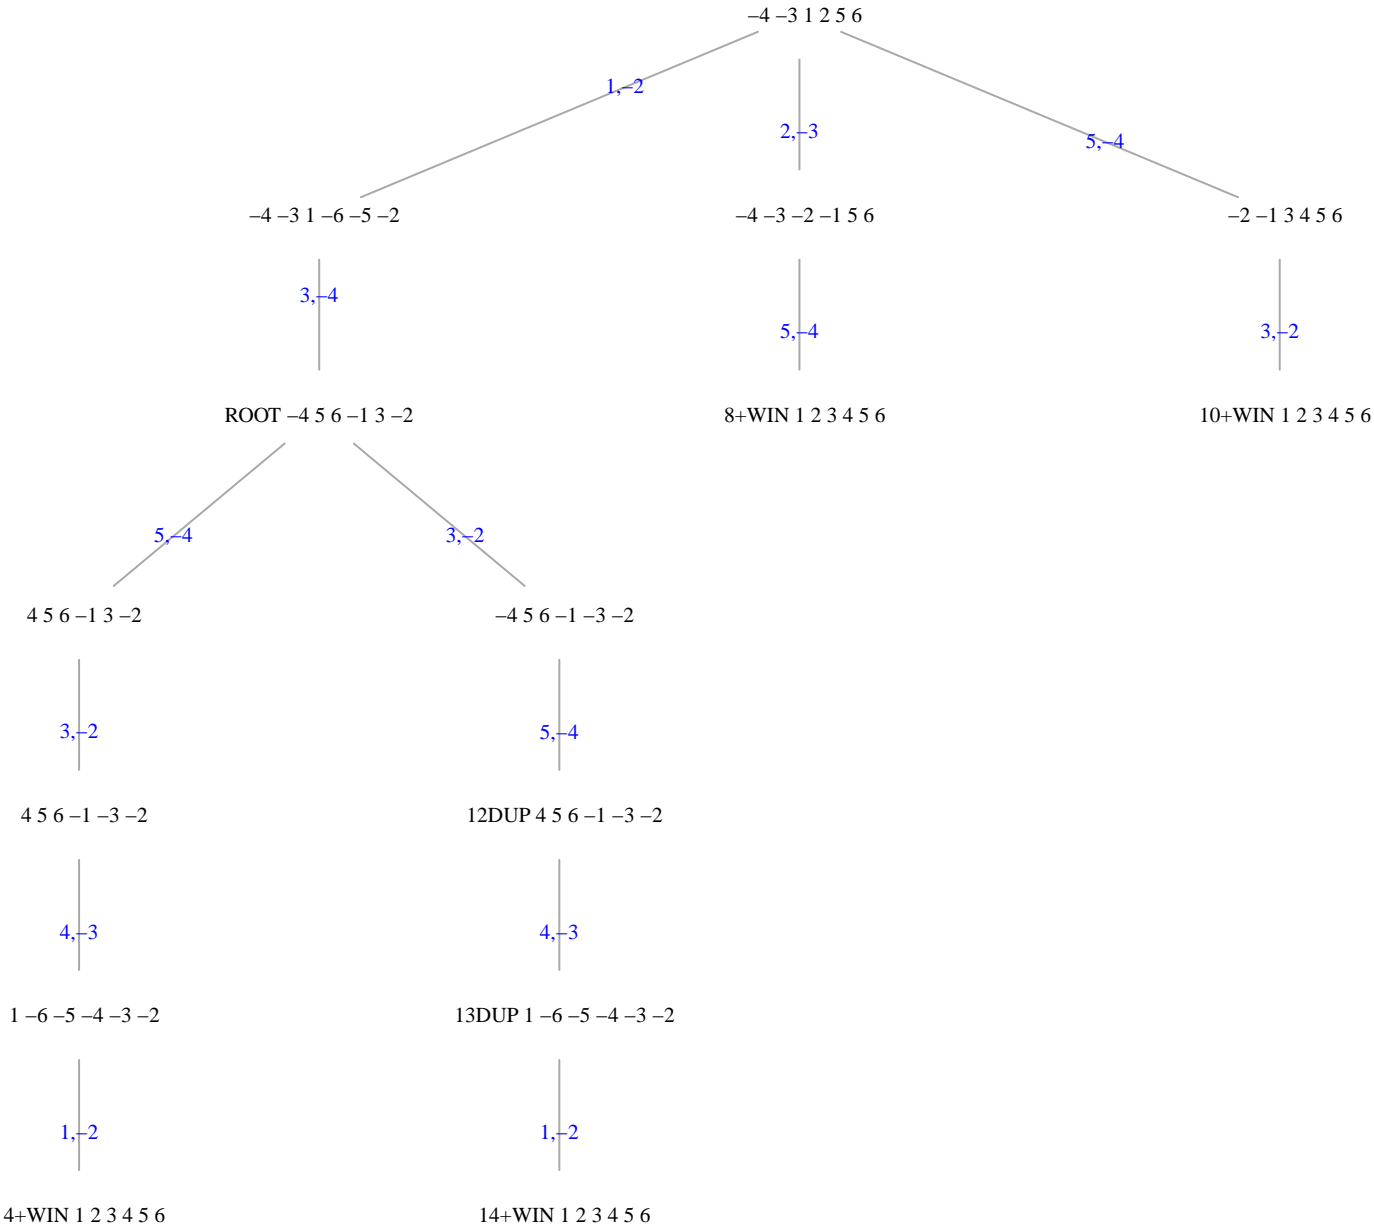 −4 −3 1 2 5 6
1,−2
2,−3
5,−4
−4 −3 1 −6 −5 −2
−4 −3 −2 −1 5 6
−2 −1 3 4 5 6
3,−4
5,−4
3,−2
ROOT −4 5 6 −1 3 −2
8+WIN 1 2 3 4 5 6
10+WIN 1 2 3 4 5 6
5,−4
3,−2
4 5 6 −1 3 −2
−4 5 6 −1 −3 −2
3,−2
5,−4
4 5 6 −1 −3 −2
12DUP 4 5 6 −1 −3 −2
4,−3
4,−3
1 −6 −5 −4 −3 −2
13DUP 1 −6 −5 −4 −3 −2
1,−2
1,−2
4+WIN 1 2 3 4 5 6
14+WIN 1 2 3 4 5 6